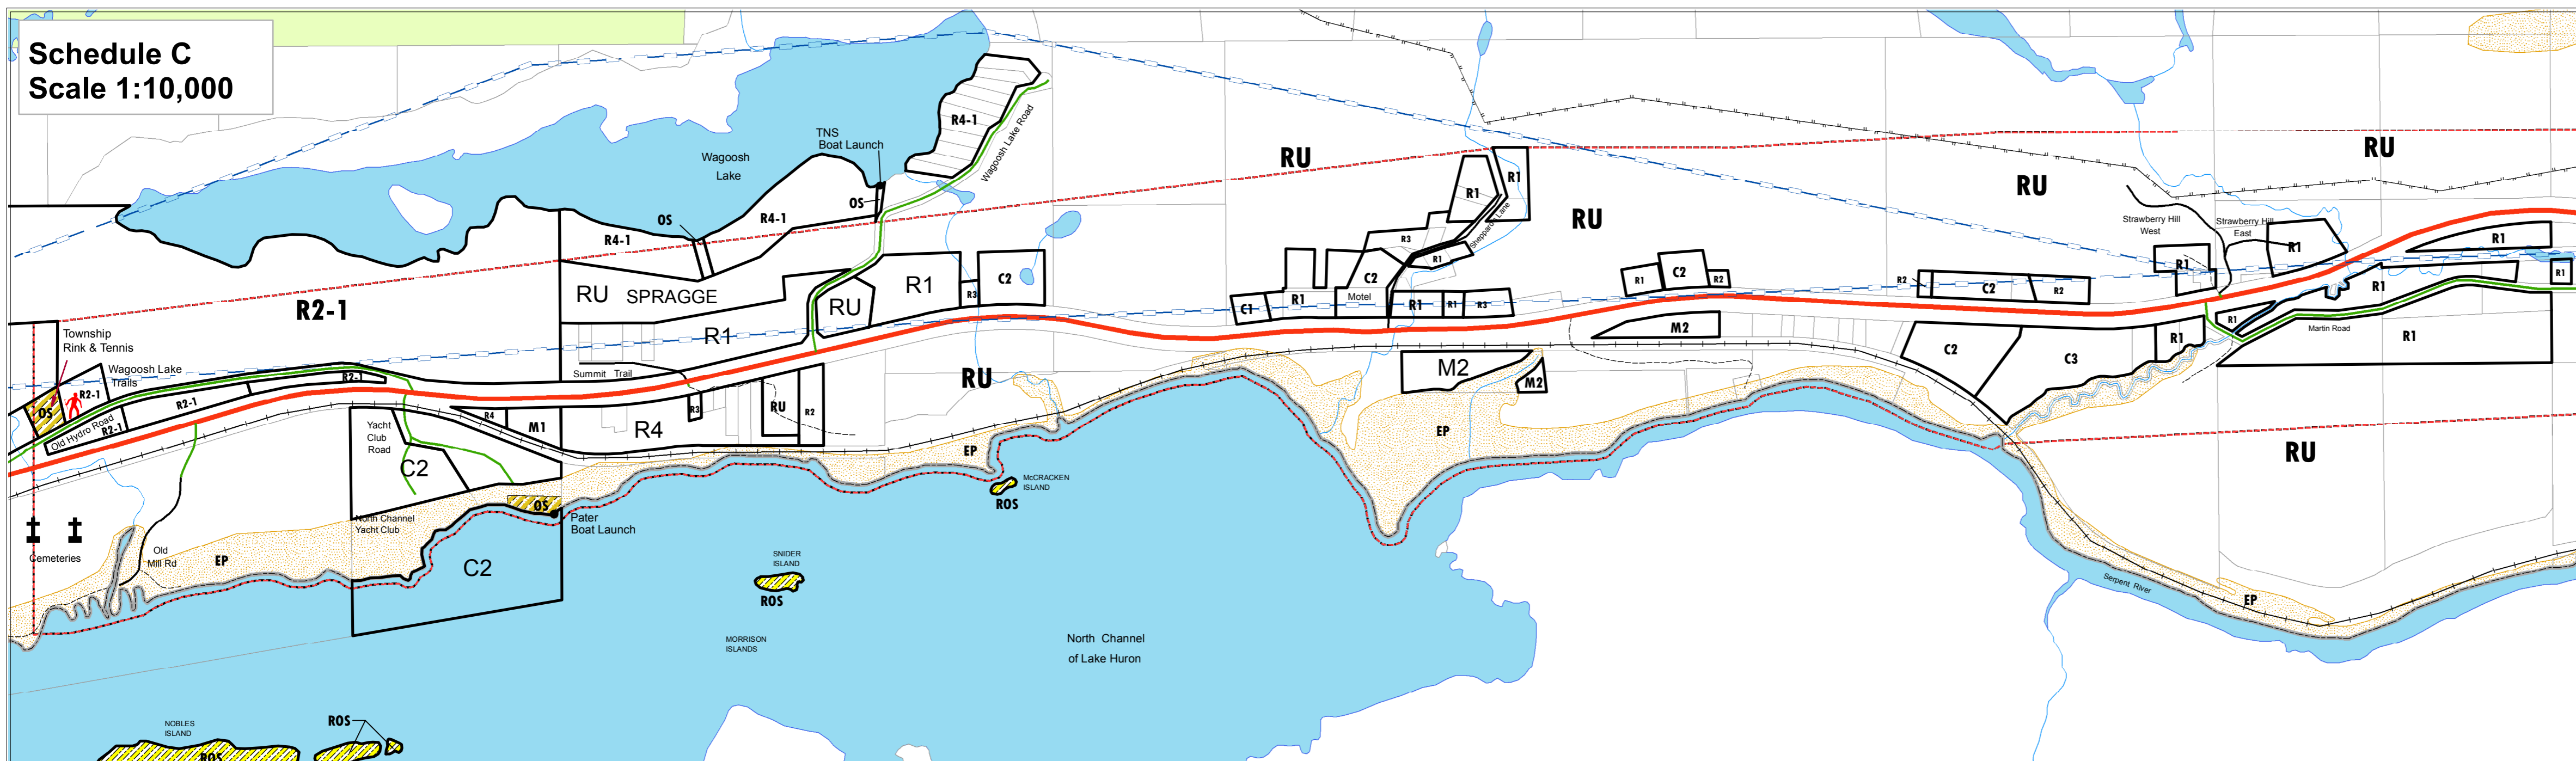 Schedule C
Scale 1:10,000
TNS
Boat Launch
Wagoosh
Lake
R4-1
Wagoosh Lake Road
OS
R4-1
OS
R4-1
RU
RU
RU
RU
R1
R1
Sheppard Lane
R3
R1
C2
Motel
C1
R1
R1
R1
R3
RU
SPRAGGE
R1
RU
R1
R3
C2
R2-1
Township
Rink & Tennis
Wagoosh Lake
Trails
R2-1
OS
Old Hydro Road
R2-1
R2-1
R2-1
Summit Trail
R4
M1
R4
R3
RU
R2
RU
R1
C2
R2
M2
M2
M2
R2
C2
R2
Strawberry Hill
West
Strawberry Hill
East
R1
R1
R1
R1
R1
R1
Martin Road
R1
C2
C3
R1
RU
Yacht
Club
Road
C2
North Channel
Yacht Club
OS
Pater
Boat Launch
C2
Cemeteries
Old
Mill Rd
EP
EP
McCRACKEN
ISLAND
ROS
EP
SNIDER
ISLAND
ROS
MORRISON
ISLANDS
North Channel
of Lake Huron
Serpent River
EP
NOBLES
ISLAND
ROS
ROS